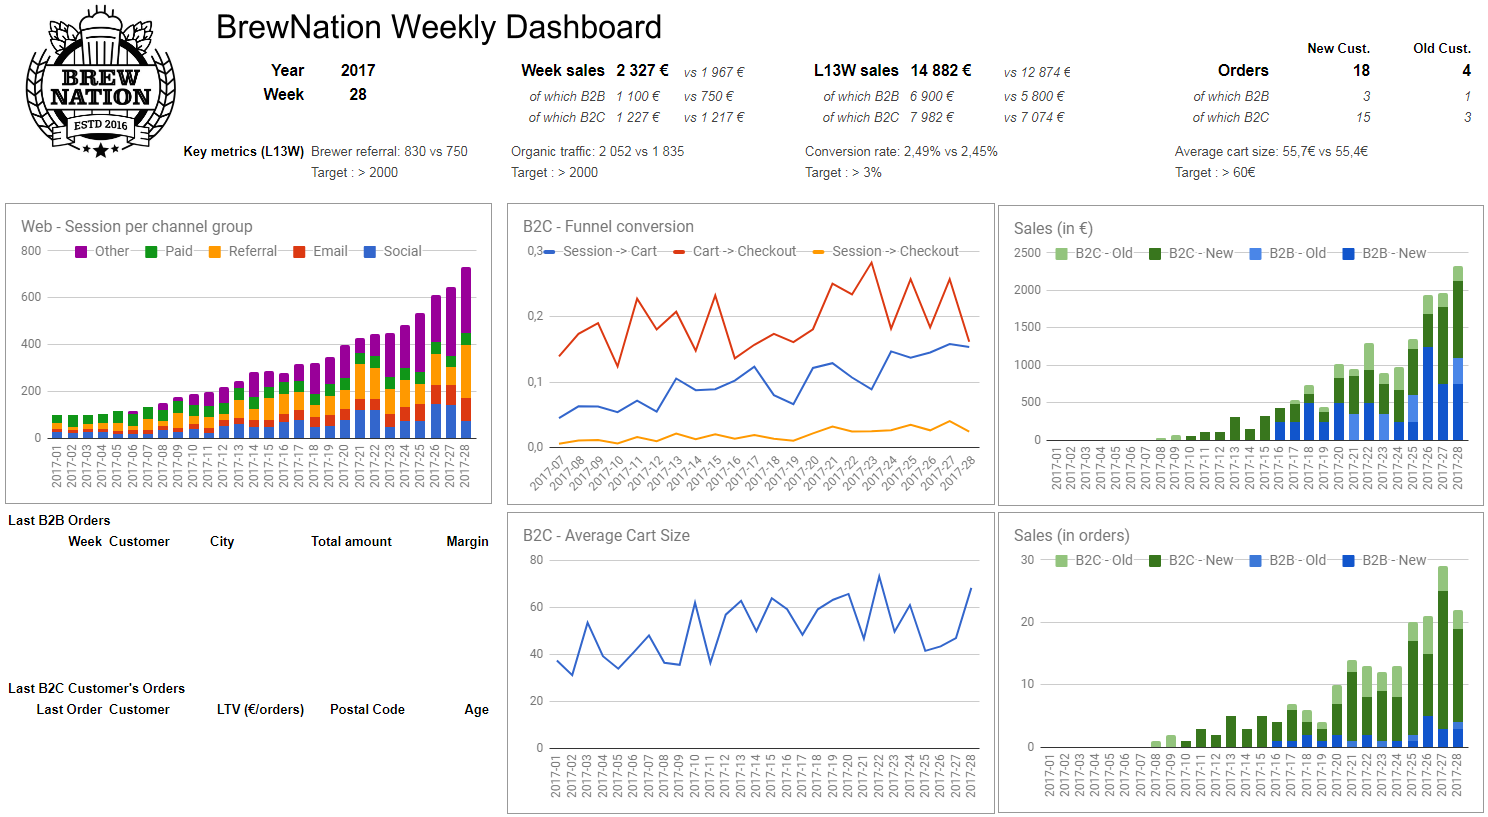 BREW
NATION
ESTD 2016
BrewNation Weekly Dashboard
New Cust. Old Cust.
Year 2017 Week sales 2 327 € vs 1 967 € L13W sales 14 882 € vs 12 874 € Orders 18 4
Week 28 of which B2B 1 100 € vs 750 € of which B2B 6 900 € vs 5 800 € of which B2B 3 1
of which B2C 1 227 € vs 1 217 € of which B2C 7 982 € vs 7 074 € of which B2C 15 3
Key metrics (L13W) Brewer referral: 830 vs 750 Organic traffic: 2 052 vs 1 835 Conversion rate: 2,49% vs 2,45% Average cart size: 55,7€ vs 55,4€
Target : > 2000 Target : > 2000 Target : > 3% Target : > 60€
Web - Session per channel group
Other Paid Referral Email Social
800
600
400
200
0
2017-01 2017-02 2017-03 2017-04 2017-05 2017-06 2017-07 2017-08 2017-09 2017-10 2017-11 2017-12 2017-13 2017-14 2017-15 2017-16 2017-17 2017-18 2017-19 2017-20 2017-21 2017-22 2017-23 2017-24 2017-25 2017-26 2017-27 2017-28
B2C - Funnel conversion
Session -> Cart Cart -> Checkout Session -> Checkout
0,3
0,2
0,1
0,0
2017-07 2017-08 2017-09 2017-10 2017-11 2017-12 2017-13 2017-14 2017-15 2017-16 2017-17 2017-18 2017-19 2017-20 2017-21 2017-22 2017-23 2017-24 2017-25 2017-26 2017-27 2017-28
Sales (in €)
B2C - Old B2C - New B2B - Old B2B - New
2500
2000
1500
1000
500
0
2017-01 2017-02 2017-03 2017-04 2017-05 2017-06 2017-07 2017-08 2017-09 2017-10 2017-11 2017-12 2017-13 2017-14 2017-15 2017-16 2017-17 2017-18 2017-19 2017-20 2017-21 2017-22 2017-23 2017-24 2017-25 2017-26 2017-27 2017-28
Last B2B Orders
Week Customer City Total amount Margin
Last B2C Customer's Orders
Last Order Customer LTV (€/orders) Postal Code Age
B2C - Average Cart Size
80
60
40
20
0
2017-01 2017-02 2017-03 2017-04 2017-05 2017-06 2017-07 2017-08 2017-09 2017-10 2017-11 2017-12 2017-13 2017-14 2017-15 2017-16 2017-17 2017-18 2017-19 2017-20 2017-21 2017-22 2017-23 2017-24 2017-25 2017-26 2017-27 2017-28
Sales (in orders)
B2C - Old B2C - New B2B - Old B2B - New
30
20
10
0
2017-01 2017-02 2017-03 2017-04 2017-05 2017-06 2017-07 2017-08 2017-09 2017-10 2017-11 2017-12 2017-13 2017-14 2017-15 2017-16 2017-17 2017-18 2017-19 2017-20 2017-21 2017-22 2017-23 2017-24 2017-25 2017-26 2017-27 2017-28